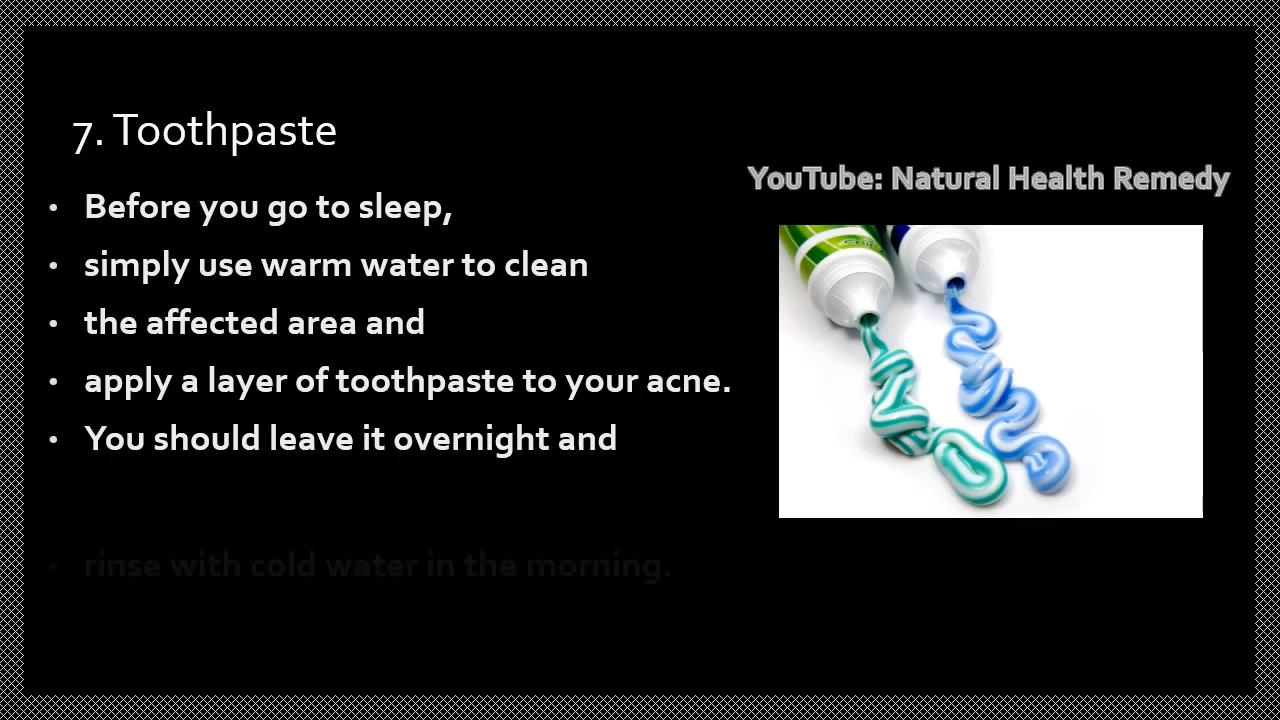 7. Toothpaste
YouTube: Natural Health Remedy
• Before you go to sleep,
• simply use warm water to clean
• the affected area and
• apply a layer of toothpaste to your acne.
• You should leave it overnight and
• rinse with cold water in the morning.